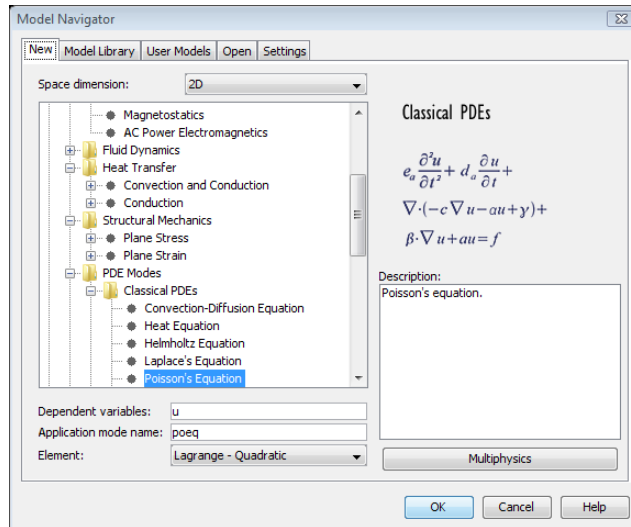 Model Navigator
New Model Library User Models Open Settings
Space dimension: 2D
Magnetostatics
AC Power Electromagnetics
Fluid Dynamics
Heat Transfer
Convection and Conduction
Conduction
Structural Mechanics
Plane Stress
Plane Strain
PDE Modes
Classical PDEs
Convection-Diffusion Equation
Heat Equation
Helmholtz Equation
Laplace's Equation
Poisson's Equation
Dependent variables: u
Application mode name: poeq
Element: Lagrange - Quadratic
Classical PDEs
eₐ ∂²u/∂t² + dₐ ∂u/∂t +
∇·(-c∇u-αu+γ)+
β·∇u+au=f
Description:
Poisson's equation.
Multiphysics
OK Cancel Help